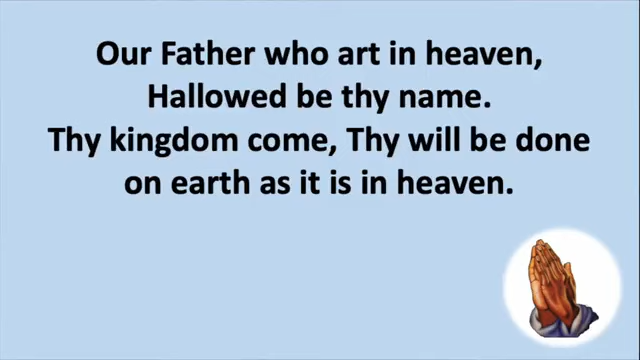 Our Father who art in heaven,
Hallowed be thy name.
Thy kingdom come, Thy will be done
on earth as it is in heaven.